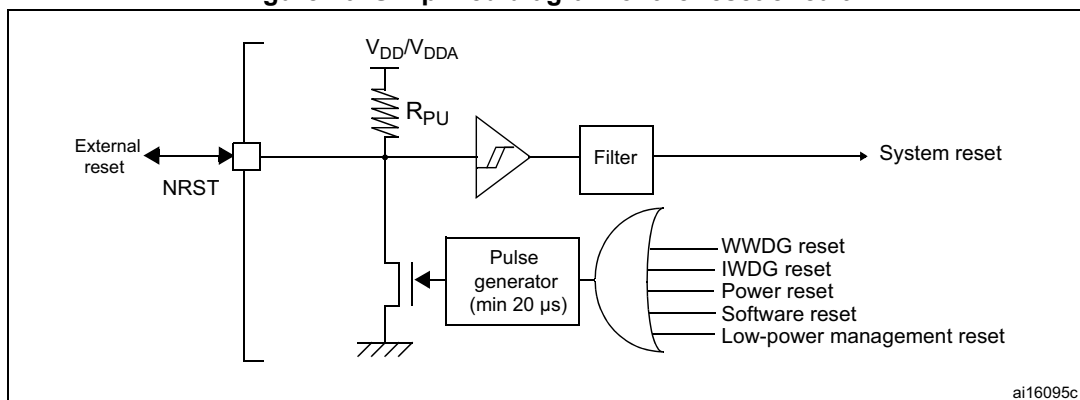 V_DD/V_DDA
R_PU
External
reset
NRST
Filter
System reset
Pulse
generator
(min 20 µs)
WWDG reset
IWDG reset
Power reset
Software reset
Low-power management reset
ai16095c